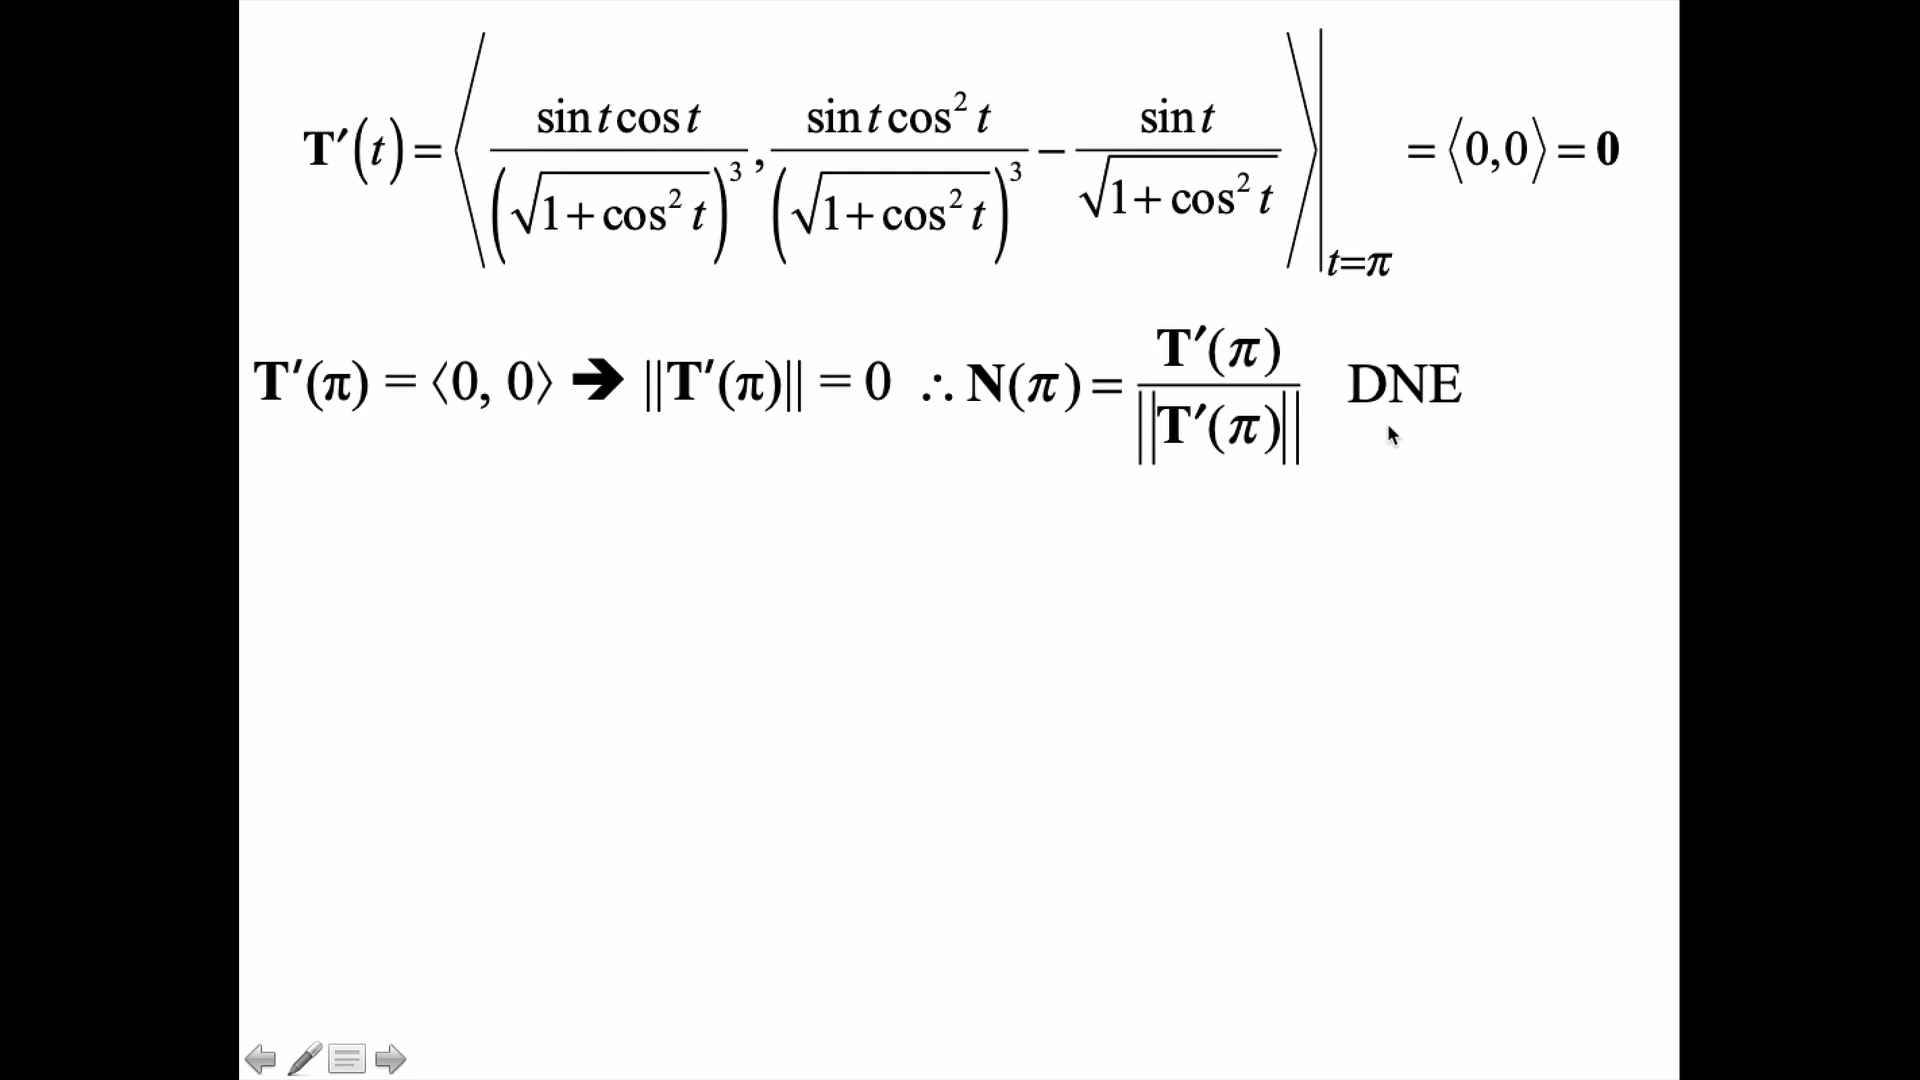 T′(t) = ⟨ sin t cos t / (√(1 + cos² t))³ , sin t cos² t / (√(1 + cos² t))³ − sin t / √(1 + cos² t) ⟩ |t=π = ⟨0,0⟩ = 0
T′(π) = ⟨0, 0⟩ ➔ ||T′(π)|| = 0 ∴ N(π) = T′(π) / ||T′(π)|| DNE